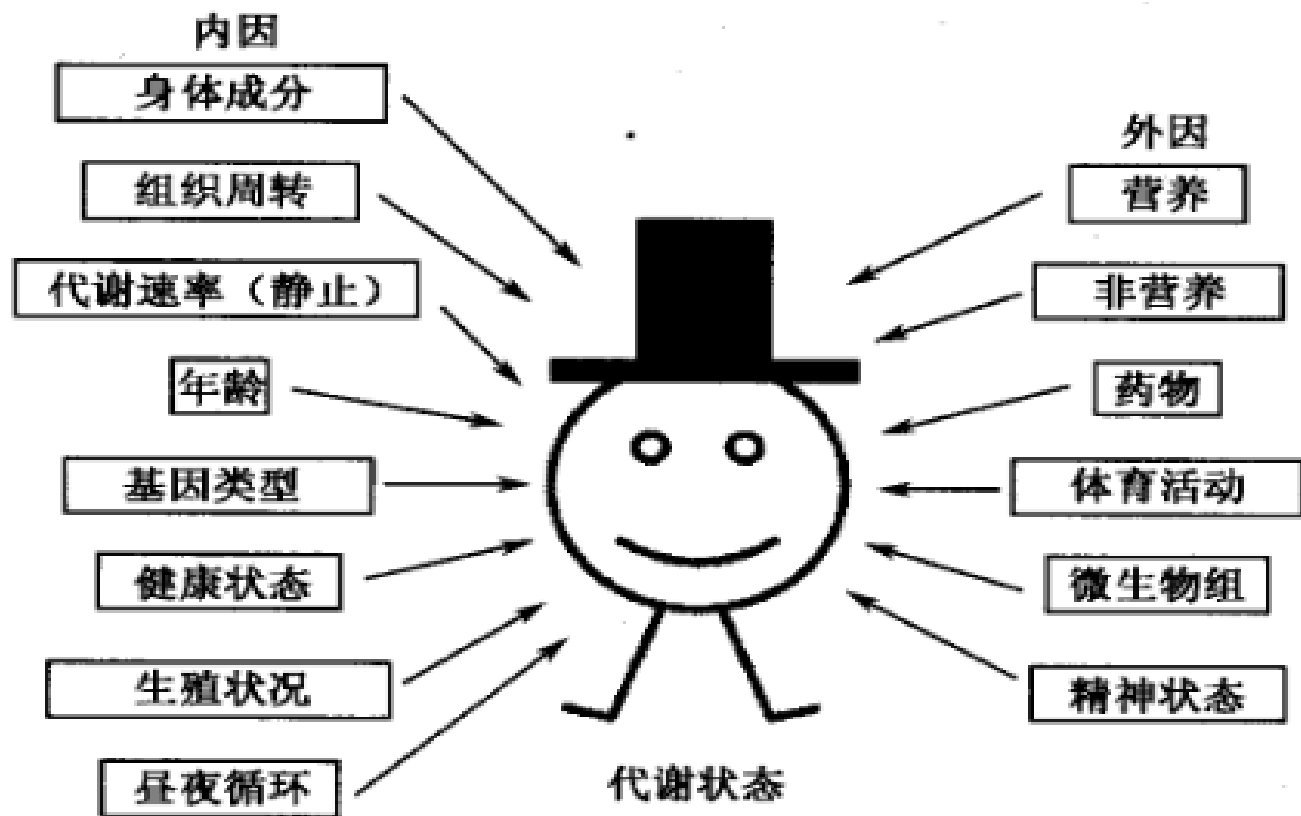 内因
身体成分
组织周转
代谢速率（静止）
年龄
基因类型
健康状态
生殖状况
昼夜循环
外因
营养
非营养
药物
体育活动
微生物组
精神状态
代谢状态